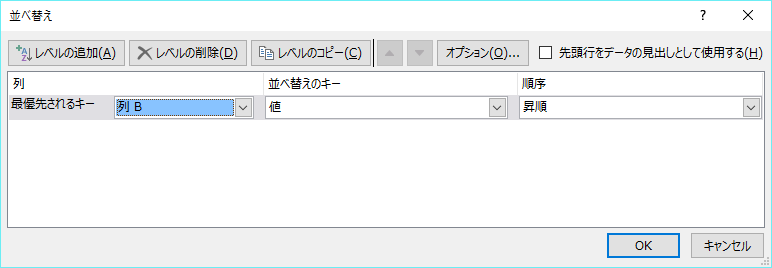 並べ替え
レベルの追加(A) レベルの削除(D) レベルのコピー(C) オプション(O)... 先頭行をデータの見出しとして使用する(H)
列 並べ替えのキー 順序
最優先されるキー 列 B 値 昇順
OK キャンセル